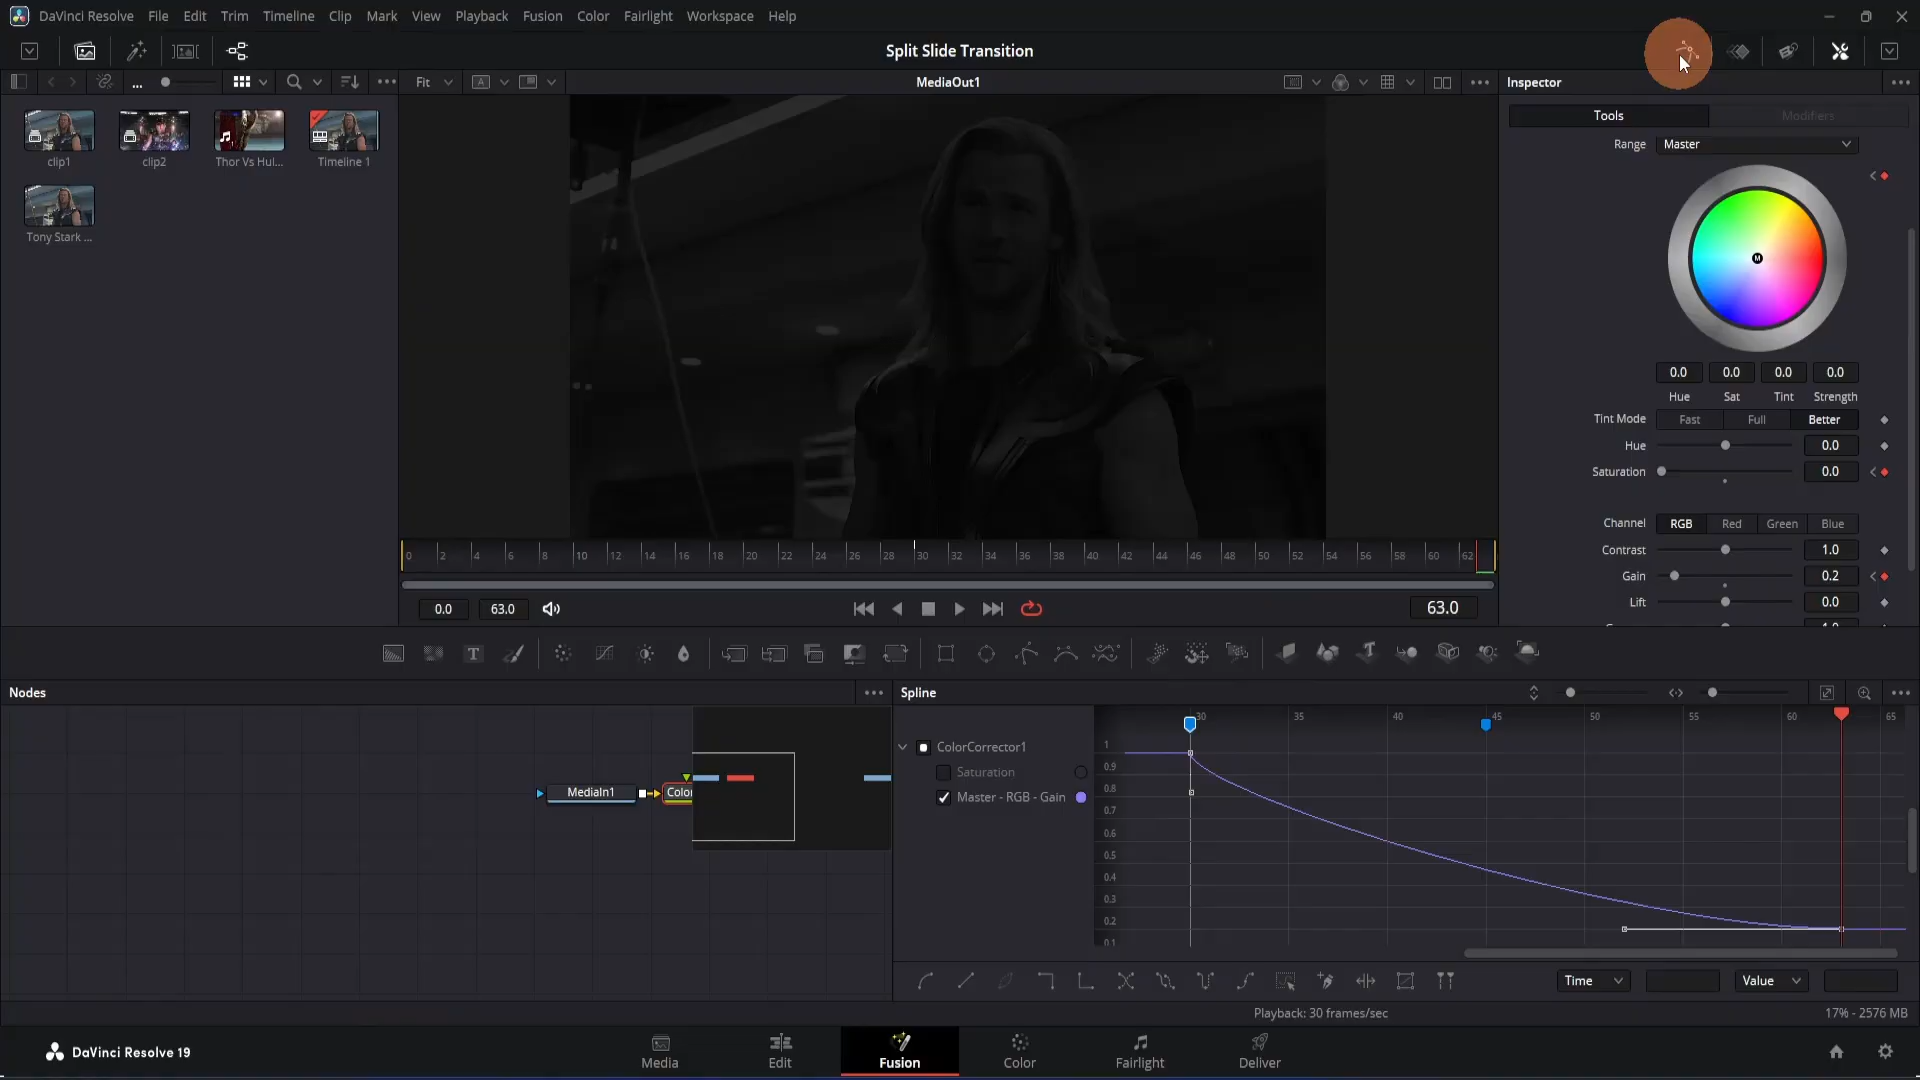 DaVinci Resolve File Edit Trim Timeline Clip Mark View Playback Fusion Color Fairlight Workspace Help
Split Slide Transition
... Fit A MediaOut1 Inspector
Tools Modifiers
Range Master
clip1 clip2 Thor Vs Hul... Timeline 1
Tony Stark ...
M
0.0 0.0 0.0 0.0
Hue Sat Tint Strength
Tint Mode Fast Full Better
Hue 0.0
Saturation 0.0
Channel RGB Red Green Blue
Contrast 1.0
Gain 0.2
Lift 0.0
0 2 4 6 8 10 12 14 16 18 20 22 24 26 28 30 32 34 36 38 40 42 44 46 48 50 52 54 56 58 60 62
0.0 63.0 63.0
T T
Nodes Spline
30 35 40 45 50 55 60 65
ColorCorrector1
Saturation
Master - RGB - Gain
1
0.9
0.8
0.7
0.6
0.5
0.4
0.3
0.2
0.1
MediaIn1 Color
Time Value
Playback: 30 frames/sec 17% - 2576 MB
DaVinci Resolve 19 Media Edit Fusion Color Fairlight Deliver